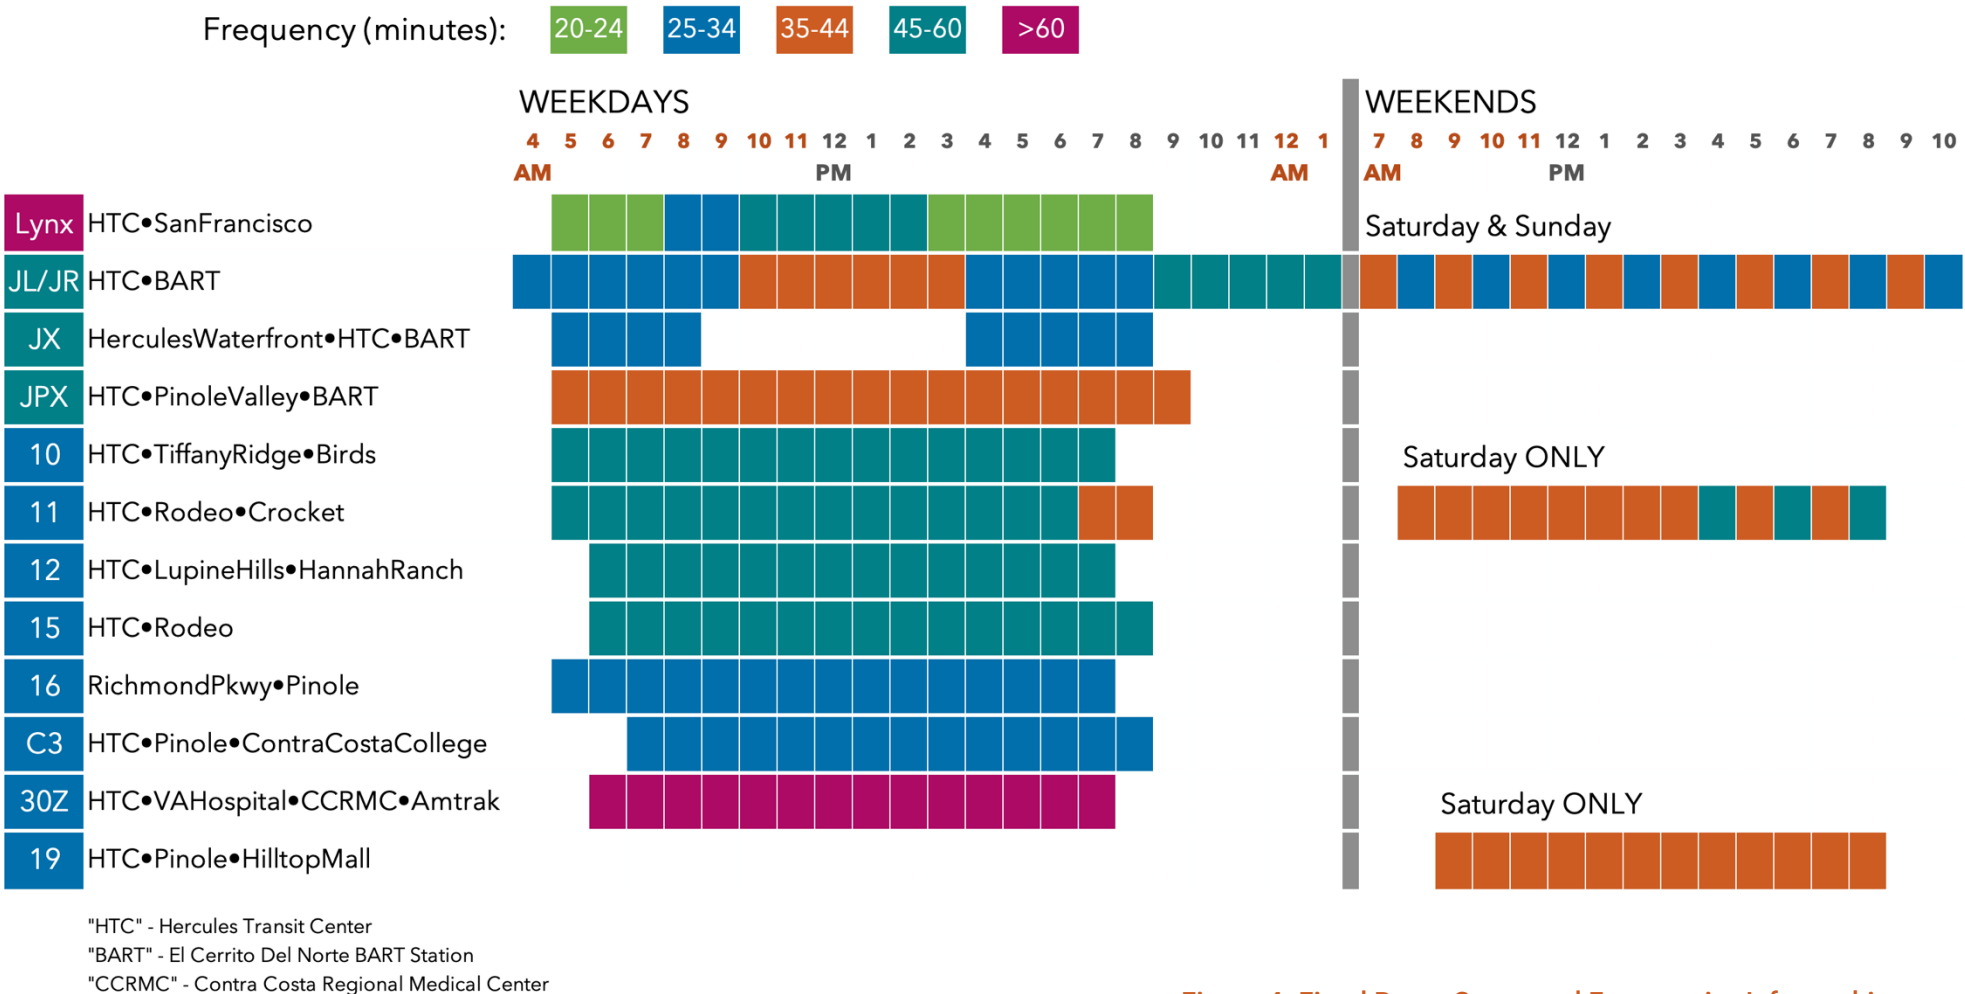 Frequency (minutes): 20-24 25-34 35-44 45-60 >60
WEEKDAYS WEEKENDS
4 5 6 7 8 9 10 11 12 1 2 3 4 5 6 7 8 9 10 11 12 1 7 8 9 10 11 12 1 2 3 4 5 6 7 8 9 10
AM PM AM AM PM
Lynx HTC•SanFrancisco Saturday & Sunday
JL/JR HTC•BART
JX HerculesWaterfront•HTC•BART
JPX HTC•PinoleValley•BART
10 HTC•TiffanyRidge•Birds Saturday ONLY
11 HTC•Rodeo•Crocket
12 HTC•LupineHills•HannahRanch
15 HTC•Rodeo
16 RichmondPkwy•Pinole
C3 HTC•Pinole•ContraCostaCollege
30Z HTC•VAHospital•CCRMC•Amtrak Saturday ONLY
19 HTC•Pinole•HilltopMall
"HTC" - Hercules Transit Center
"BART" - El Cerrito Del Norte BART Station
"CCRMC" - Contra Costa Regional Medical Center